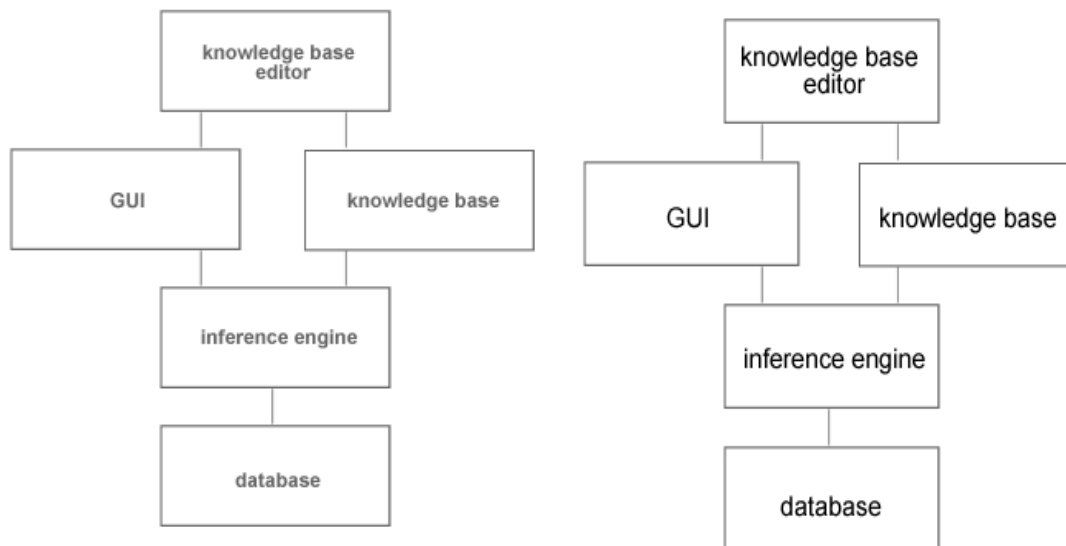 knowledge base
editor
GUI
knowledge base
inference engine
database
knowledge base
editor
GUI
knowledge base
inference engine
database